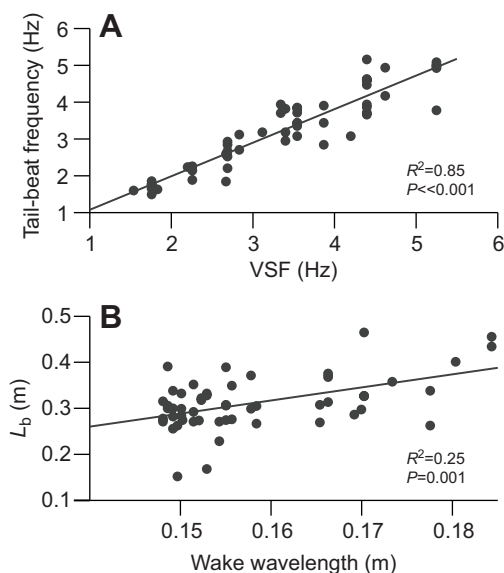 A
Tail-beat frequency (Hz)
6
5
4
3
2
1
R²=0.85
P<<0.001
1 2 3 4 5 6
VSF (Hz)
B
L_b (m)
0.5
0.4
0.3
0.2
0.1
R²=0.25
P=0.001
0.15 0.16 0.17 0.18
Wake wavelength (m)